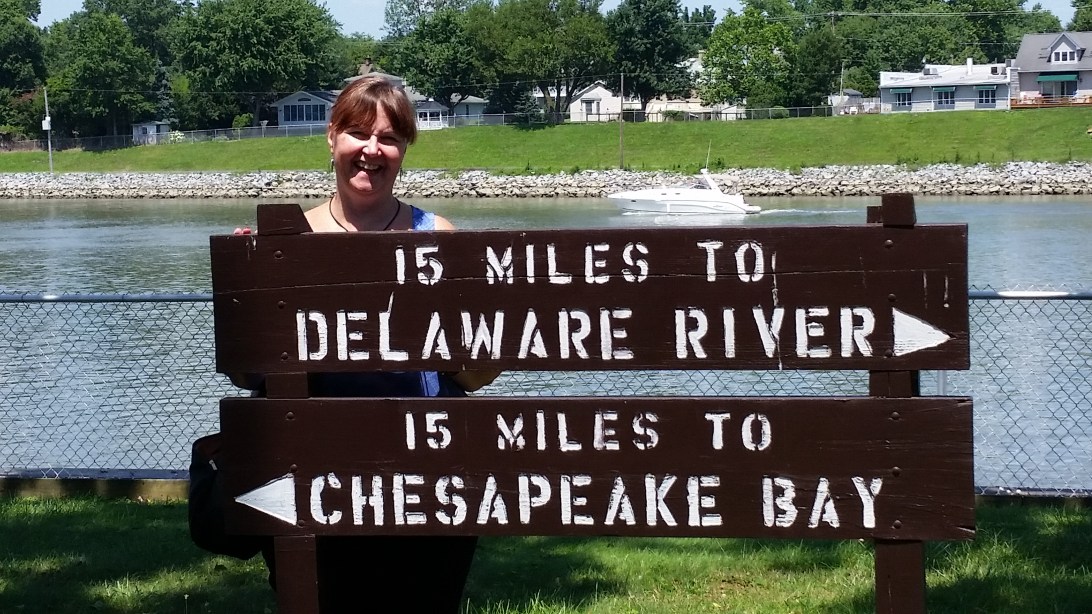 15 MILES TO
DELAWARE RIVER
15 MILES TO
CHESAPEAKE BAY